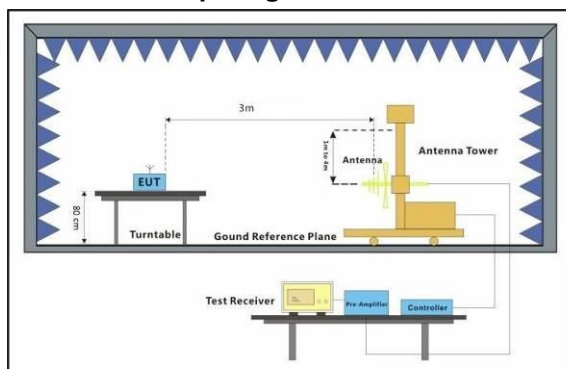 3m
1m to 4m
Antenna
Antenna Tower
EUT
80 cm
Turntable
Gound Reference Plane
Test Receiver
Pre-Amplifier
Controller